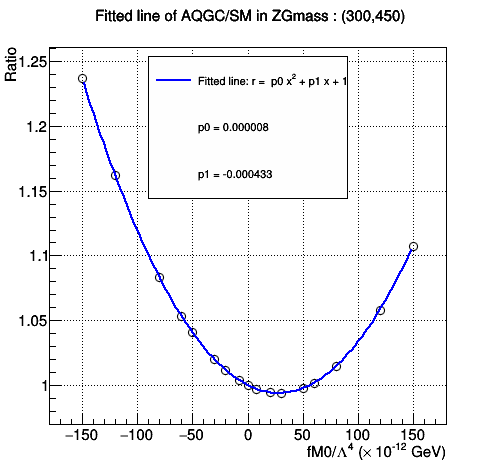 Fitted line of AQGC/SM in ZGmass : (300,450)
Ratio
1.25
1.2
1.15
1.1
1.05
1
Fitted line: r = p0 x² + p1 x + 1
p0 = 0.000008
p1 = -0.000433
−150 −100 −50 0 50 100 150
fM0/Λ⁴ (× 10⁻¹² GeV)